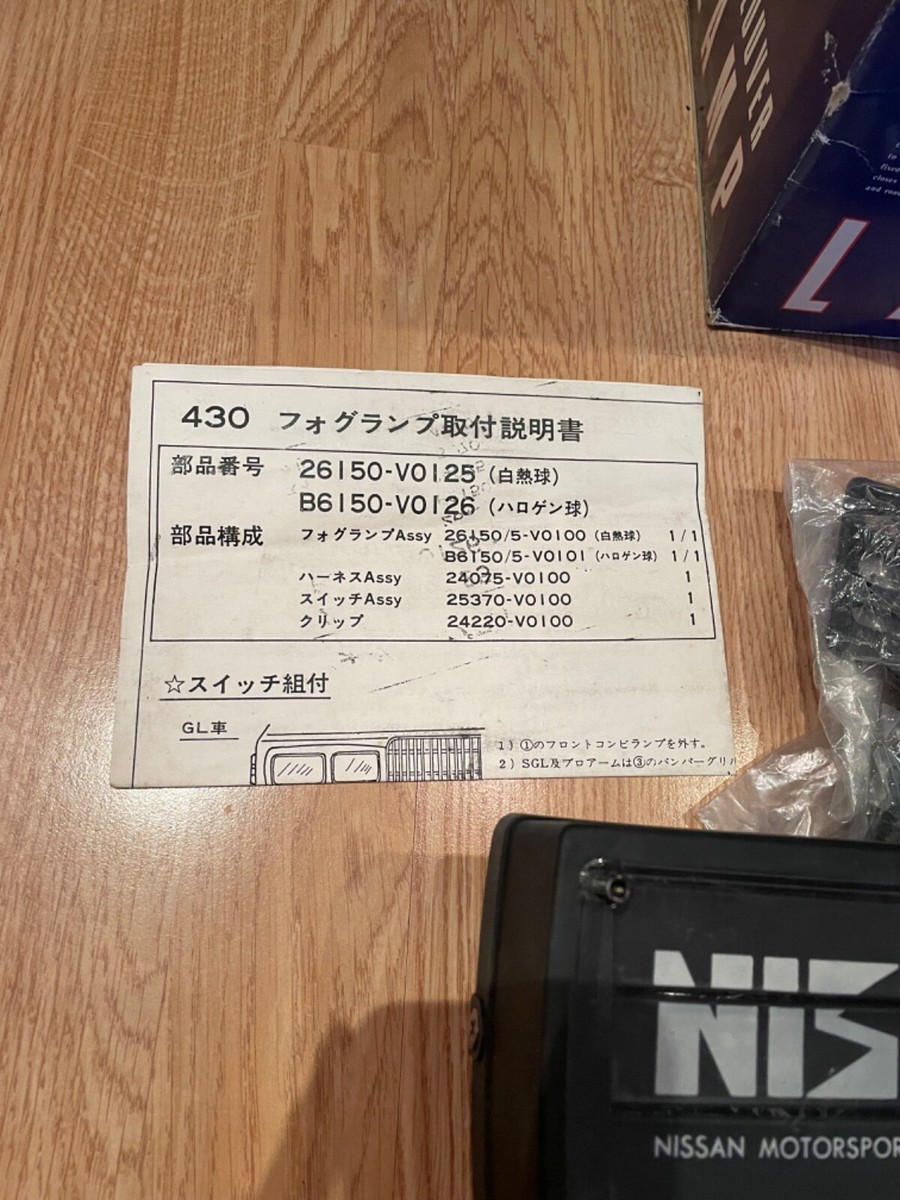 430 フォグランプ取付説明書
部品番号 26150-V0125 (白熱球)
B6150-V0126 (ハロゲン球)
部品構成 フォグランプAssy 26150/5-V0100 (白熱球) 1/1
B6150/5-V0101 (ハロゲン球) 1/1
ハーネスAssy 24075-V0100 1
スイッチAssy 25370-V0100 1
クリップ 24220-V0100 1
☆スイッチ組付
GL車
1) ①のフロントコンビランプを外す。
2) SGL及プロアームは③のバンパーグリル
NIS
NISSAN MOTORSPOR
closes
and